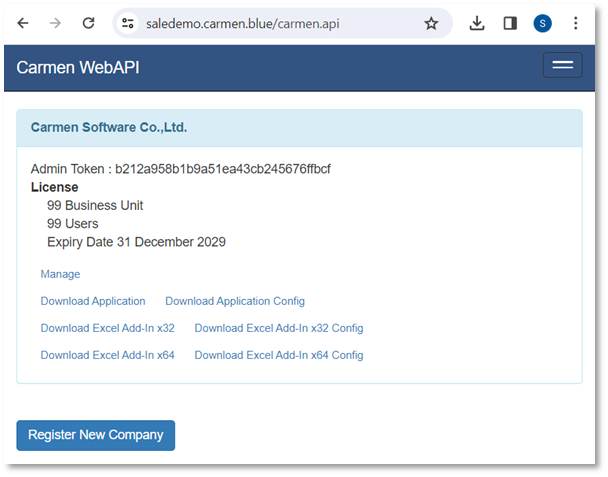 saledemo.carmen.blue/carmen.api
S
Carmen WebAPI
Carmen Software Co.,Ltd.
Admin Token : b212a958b1b9a51ea43cb245676ffbcf
License
99 Business Unit
99 Users
Expiry Date 31 December 2029
Manage
Download Application Download Application Config
Download Excel Add-In x32 Download Excel Add-In x32 Config
Download Excel Add-In x64 Download Excel Add-In x64 Config
Register New Company